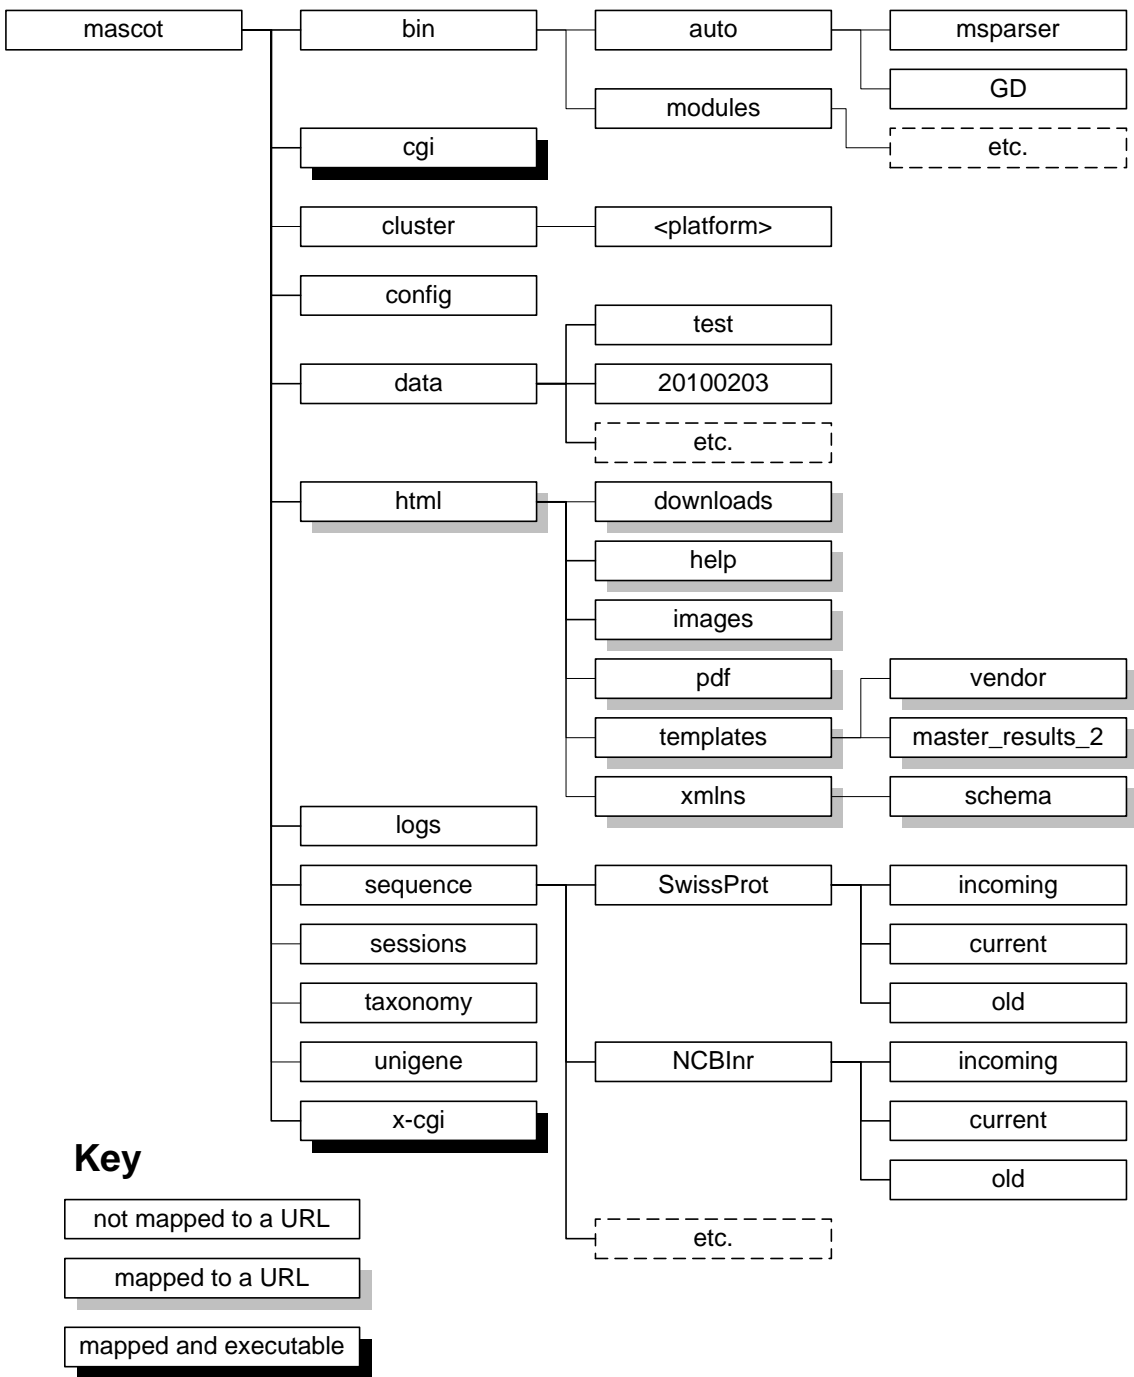 mascot
bin
auto
msparser
GD
modules
etc.
cgi
cluster
<platform>
config
data
test
20100203
etc.
html
downloads
help
images
pdf
templates
vendor
master_results_2
xmlns
schema
logs
sequence
SwissProt
incoming
current
old
sessions
taxonomy
unigene
NCBInr
incoming
current
old
x-cgi
etc.
Key
not mapped to a URL
mapped to a URL
mapped and executable